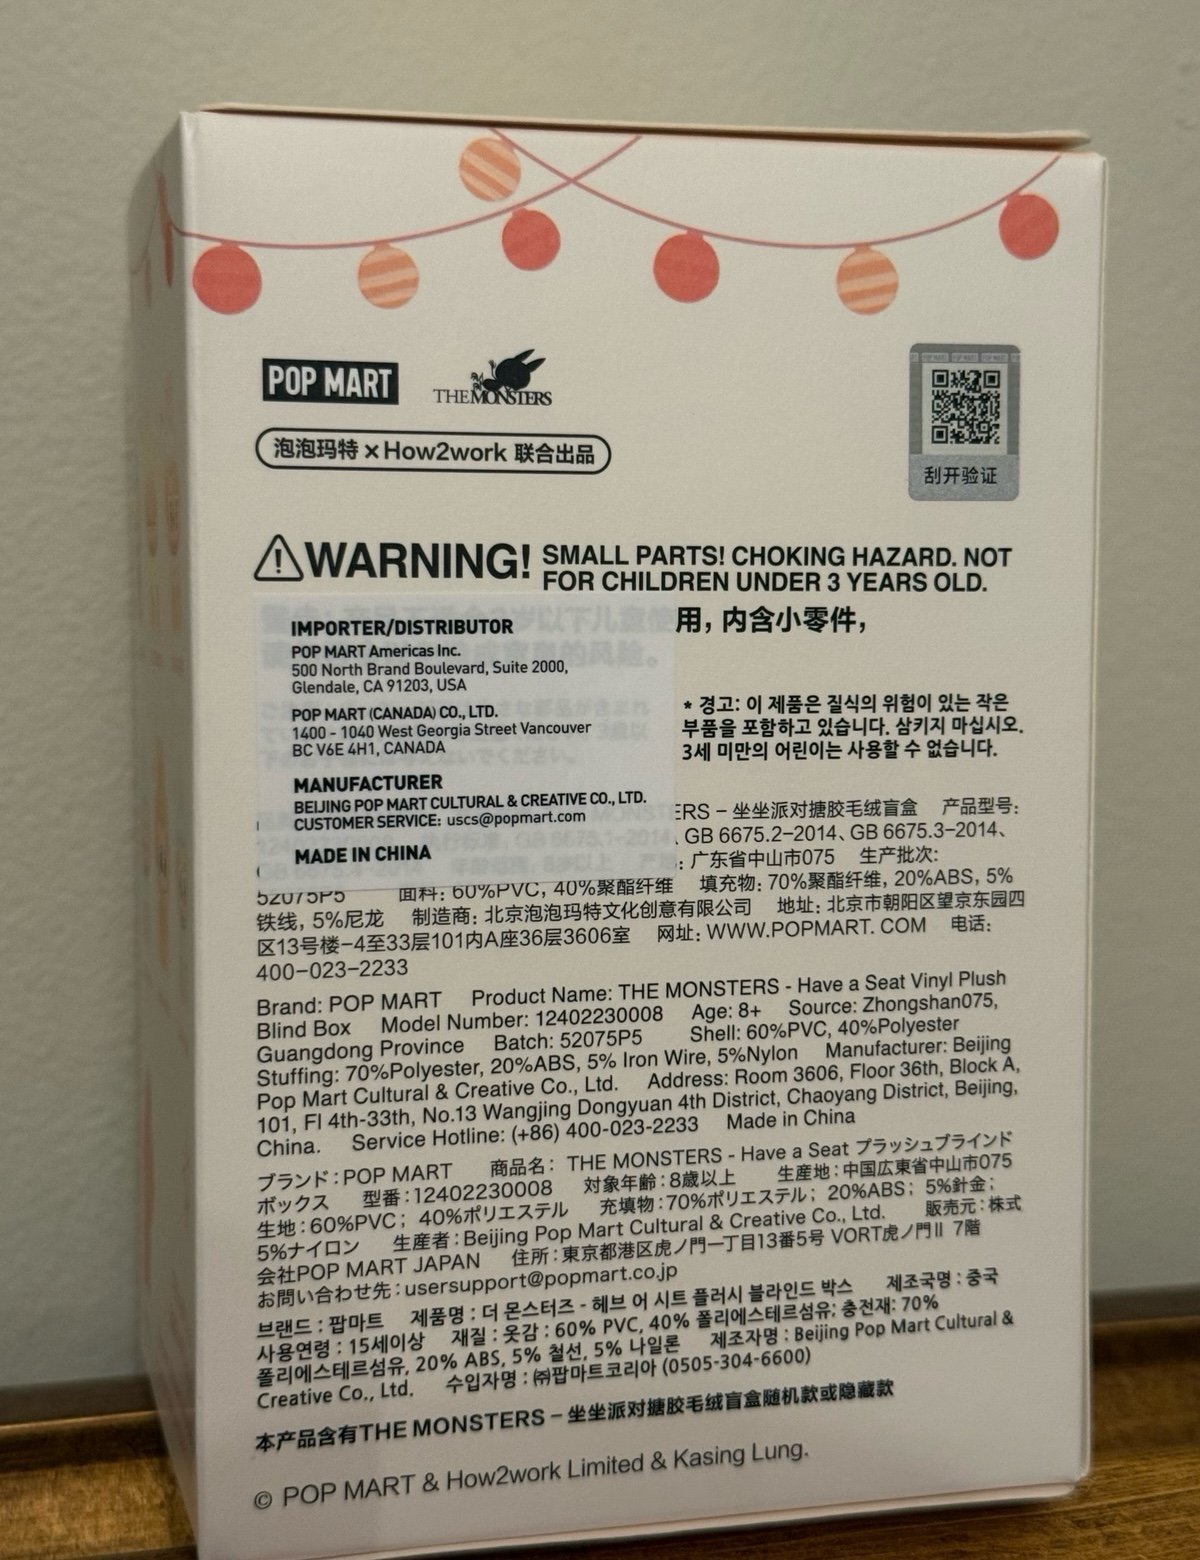 POP MART
THE MONSTERS
泡泡玛特 × How2work 联合出品
刮开验证
WARNING! SMALL PARTS! CHOKING HAZARD. NOT
FOR CHILDREN UNDER 3 YEARS OLD.
用，内含小零件，
IMPORTER/DISTRIBUTOR
POP MART Americas Inc.
500 North Brand Boulevard, Suite 2000,
Glendale, CA 91203, USA
POP MART (CANADA) CO., LTD.
1400 - 1040 West Georgia Street Vancouver
BC V6E 4H1, CANADA
MANUFACTURER
BEIJING POP MART CULTURAL & CREATIVE CO., LTD.
CUSTOMER SERVICE: uscs@popmart.com
MADE IN CHINA
* 경고: 이 제품은 질식의 위험이 있는 작은
부품을 포함하고 있습니다. 삼키지 마십시오.
3세 미만의 어린이는 사용할 수 없습니다.
ERS – 坐坐派对搪胶毛绒盲盒 产品型号:
GB 6675.2–2014、GB 6675.3–2014、
: 广东省中山市075 生产批次:
52075P5 面料: 60%PVC, 40%聚酯纤维 填充物: 70%聚酯纤维, 20%ABS, 5%
铁线, 5%尼龙 制造商: 北京泡泡玛特文化创意有限公司 地址: 北京市朝阳区望京东园四
区13号楼–4至33层101内A座36层3606室 网址: WWW.POPMART. COM 电话:
400–023–2233
Brand: POP MART Product Name: THE MONSTERS - Have a Seat Vinyl Plush
Blind Box Model Number: 12402230008 Age: 8+ Source: Zhongshan075,
Guangdong Province Batch: 52075P5 Shell: 60%PVC, 40%Polyester
Stuffing: 70%Polyester, 20%ABS, 5% Iron Wire, 5%Nylon Manufacturer: Beijing
Pop Mart Cultural & Creative Co., Ltd. Address: Room 3606, Floor 36th, Block A,
101, Fl 4th-33th, No.13 Wangjing Dongyuan 4th District, Chaoyang District, Beijing,
China. Service Hotline: (+86) 400-023-2233 Made in China
ブランド : POP MART 商品名： THE MONSTERS - Have a Seat プラッシュブラインド
ボックス 型番 : 12402230008 対象年齢 : 8歳以上 生産地 : 中国広東省中山市075
生地 : 60%PVC； 40%ポリエステル 充填物 : 70%ポリエステル； 20%ABS； 5%針金；
5%ナイロン 生産者 : Beijing Pop Mart Cultural & Creative Co., Ltd. 販売元 : 株式
会社POP MART JAPAN 住所 : 東京都港区虎ノ門一丁目13番5号 VORT虎ノ門Ⅱ 7階
お問い合わせ先 : usersupport@popmart.co.jp
브랜드 : 팝마트 제품명 : 더 몬스터즈 - 헤브 어 시트 플러시 블라인드 박스 제조국명 : 중국
사용연령 : 15세이상 재질 : 옷감 : 60% PVC, 40% 폴리에스테르섬유; 충전재: 70%
폴리에스테르섬유, 20% ABS, 5% 철선, 5% 나일론 제조자명 : Beijing Pop Mart Cultural &
Creative Co., Ltd. 수입자명 : ㈜팝마트코리아 (0505-304-6600)
本产品含有THE MONSTERS – 坐坐派对搪胶毛绒盲盒随机款或隐藏款
© POP MART & How2work Limited & Kasing Lung.